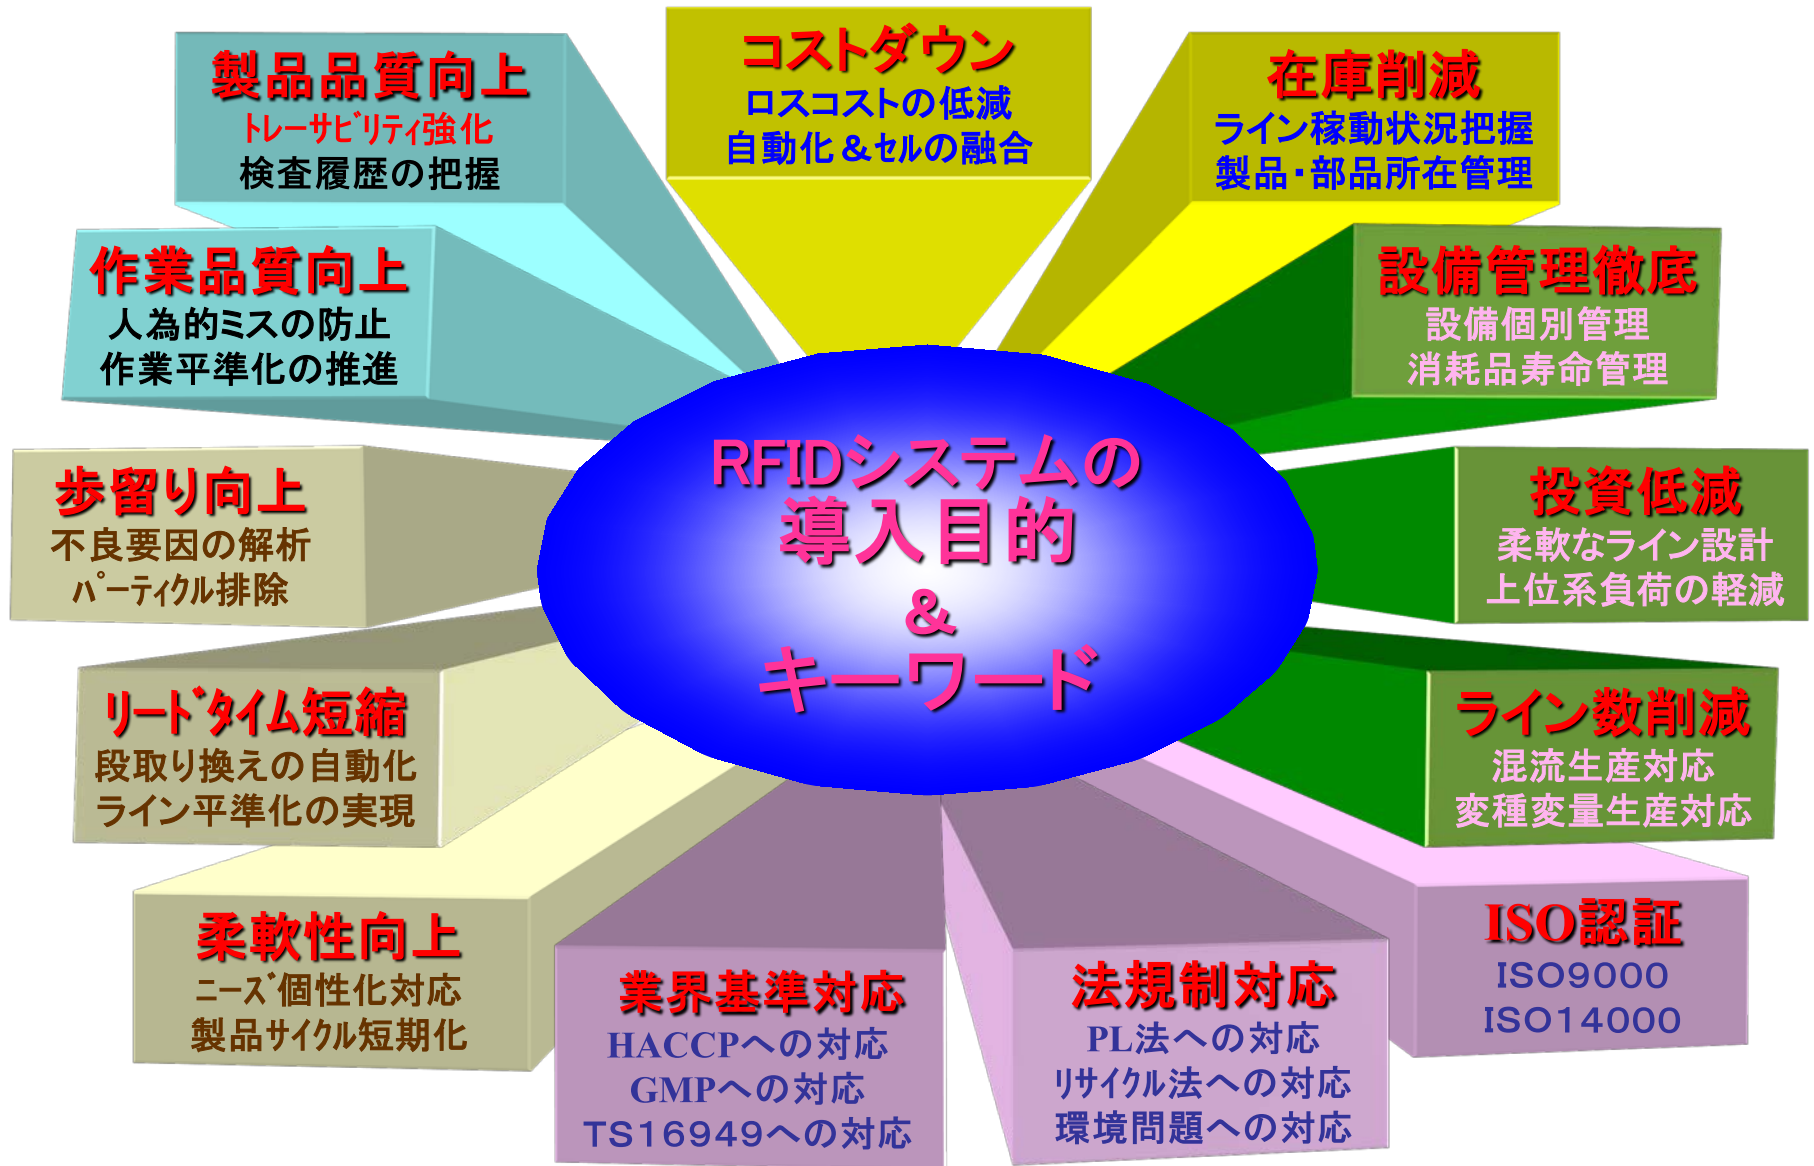 製品品質向上
トレーサビリティ強化
検査履歴の把握
コストダウン
ロスコストの低減
自動化&セルの融合
在庫削減
ライン稼動状況把握
製品・部品所在管理
作業品質向上
人為的ミスの防止
作業平準化の推進
設備管理徹底
設備個別管理
消耗品寿命管理
RFIDシステムの
導入目的
&
キーワード
歩留り向上
不良要因の解析
パーティクル排除
投資低減
柔軟なライン設計
上位系負荷の軽減
リードタイム短縮
段取り換えの自動化
ライン平準化の実現
ライン数削減
混流生産対応
変種変量生産対応
柔軟性向上
ニーズ個性化対応
製品サイクル短期化
業界基準対応
HACCPへの対応
GMPへの対応
TS16949への対応
法規制対応
PL法への対応
リサイクル法への対応
環境問題への対応
ISO認証
ISO9000
ISO14000